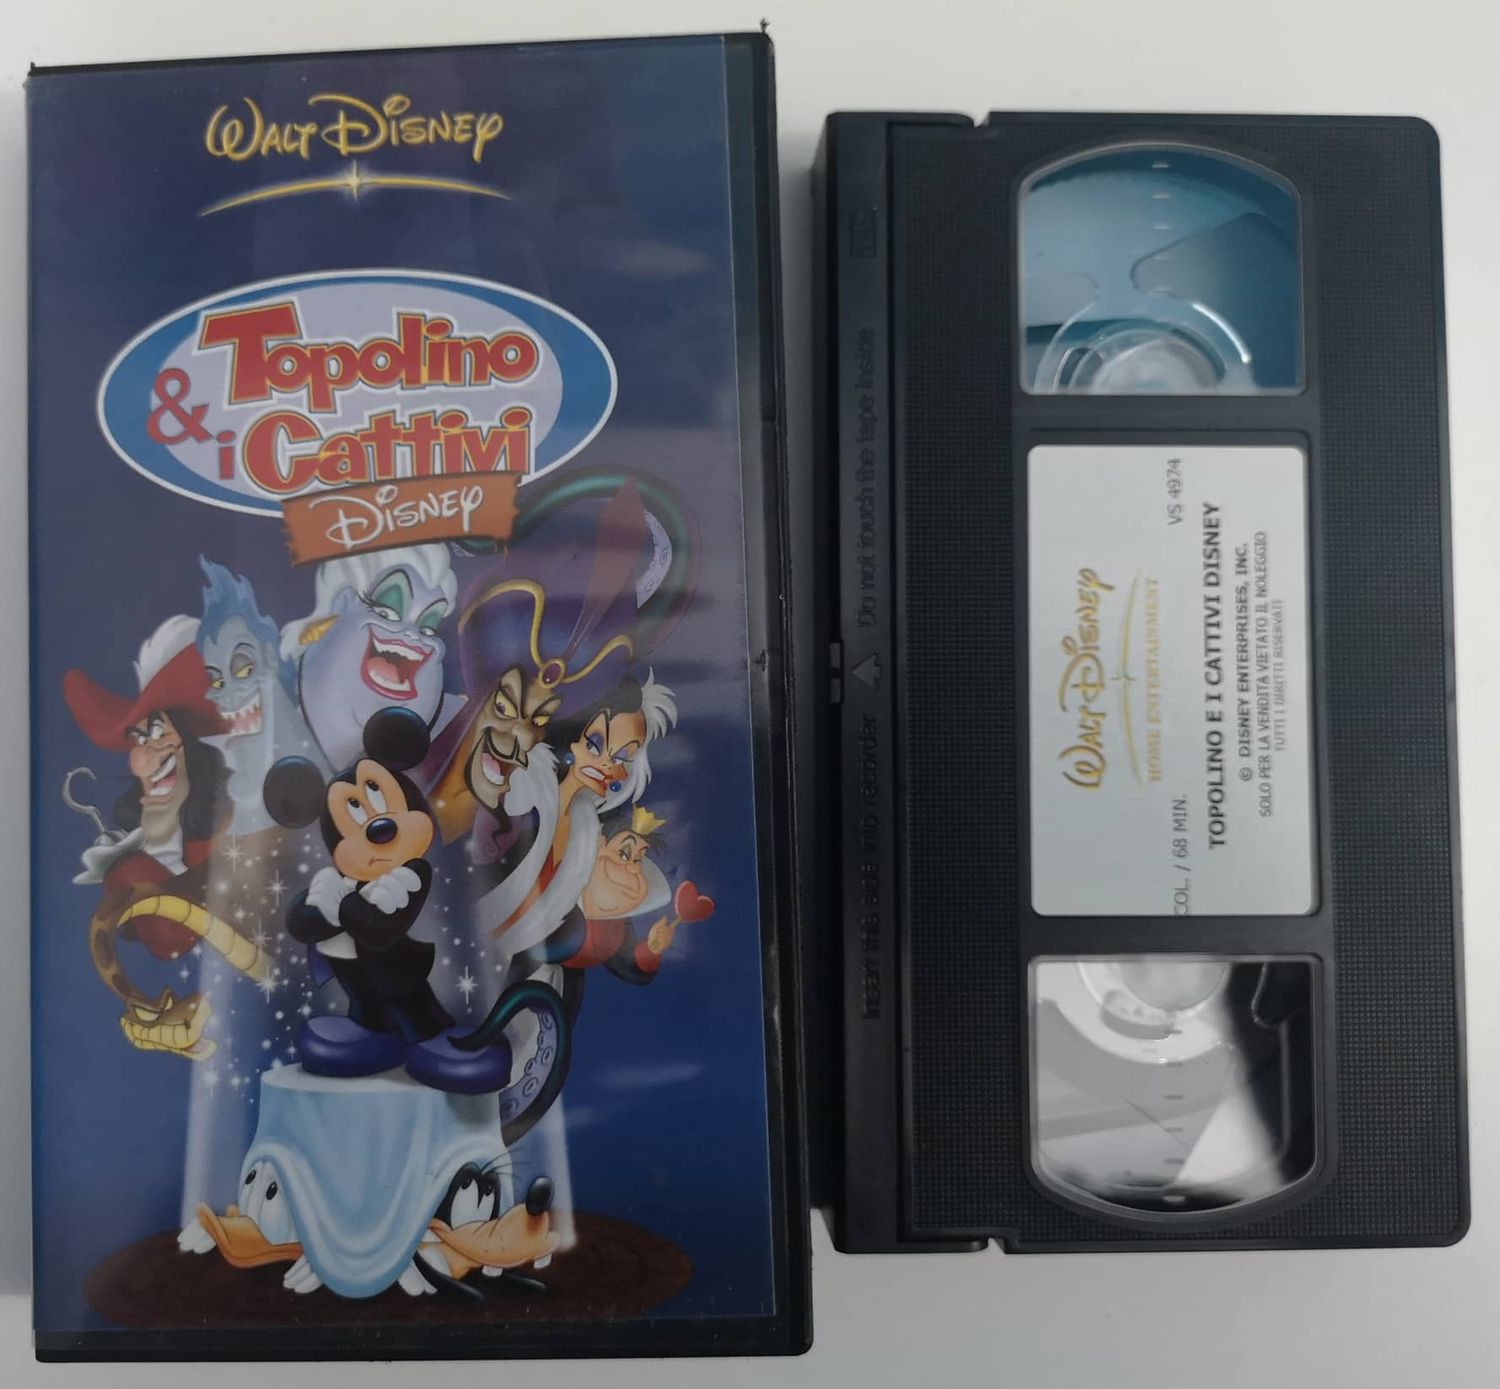 WALT DISNEY
Topolino
& i Cattivi
DISNEY
Do not touch the tape inside
Insert this side into recorder
WALT DISNEY
HOME ENTERTAINMENT
COL. / 68 MIN. VS 4974
TOPOLINO E I CATTIVI DISNEY
© DISNEY ENTERPRISES, INC.
SOLO PER LA VENDITA VIETATO IL NOLEGGIO
TUTTI I DIRITTI RISERVATI